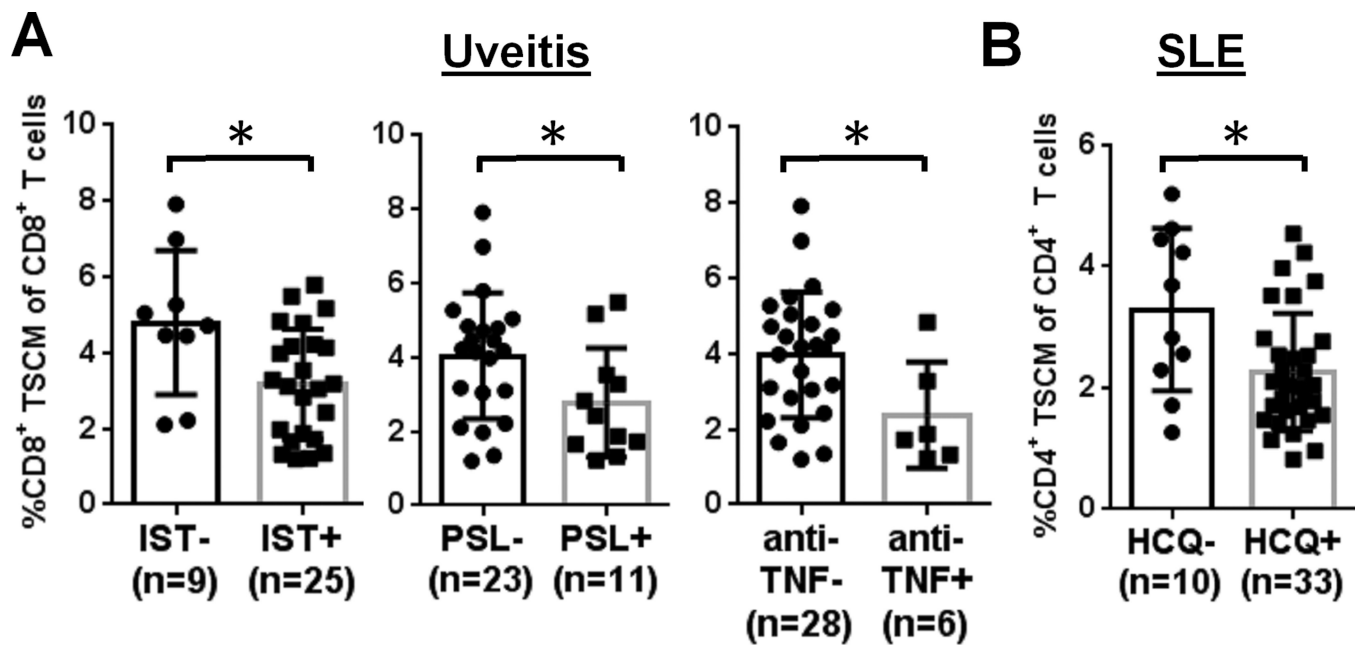 A
Uveitis
B
SLE
%CD8⁺ TSCM of CD8⁺ T cells
10
8
6
4
2
0
*
IST-
(n=9)
IST+
(n=25)
10
8
6
4
2
0
*
PSL-
(n=23)
PSL+
(n=11)
10
8
6
4
2
0
*
anti-
TNF-
(n=28)
anti-
TNF+
(n=6)
%CD4⁺ TSCM of CD4⁺ T cells
6
4
2
0
*
HCQ-
(n=10)
HCQ+
(n=33)